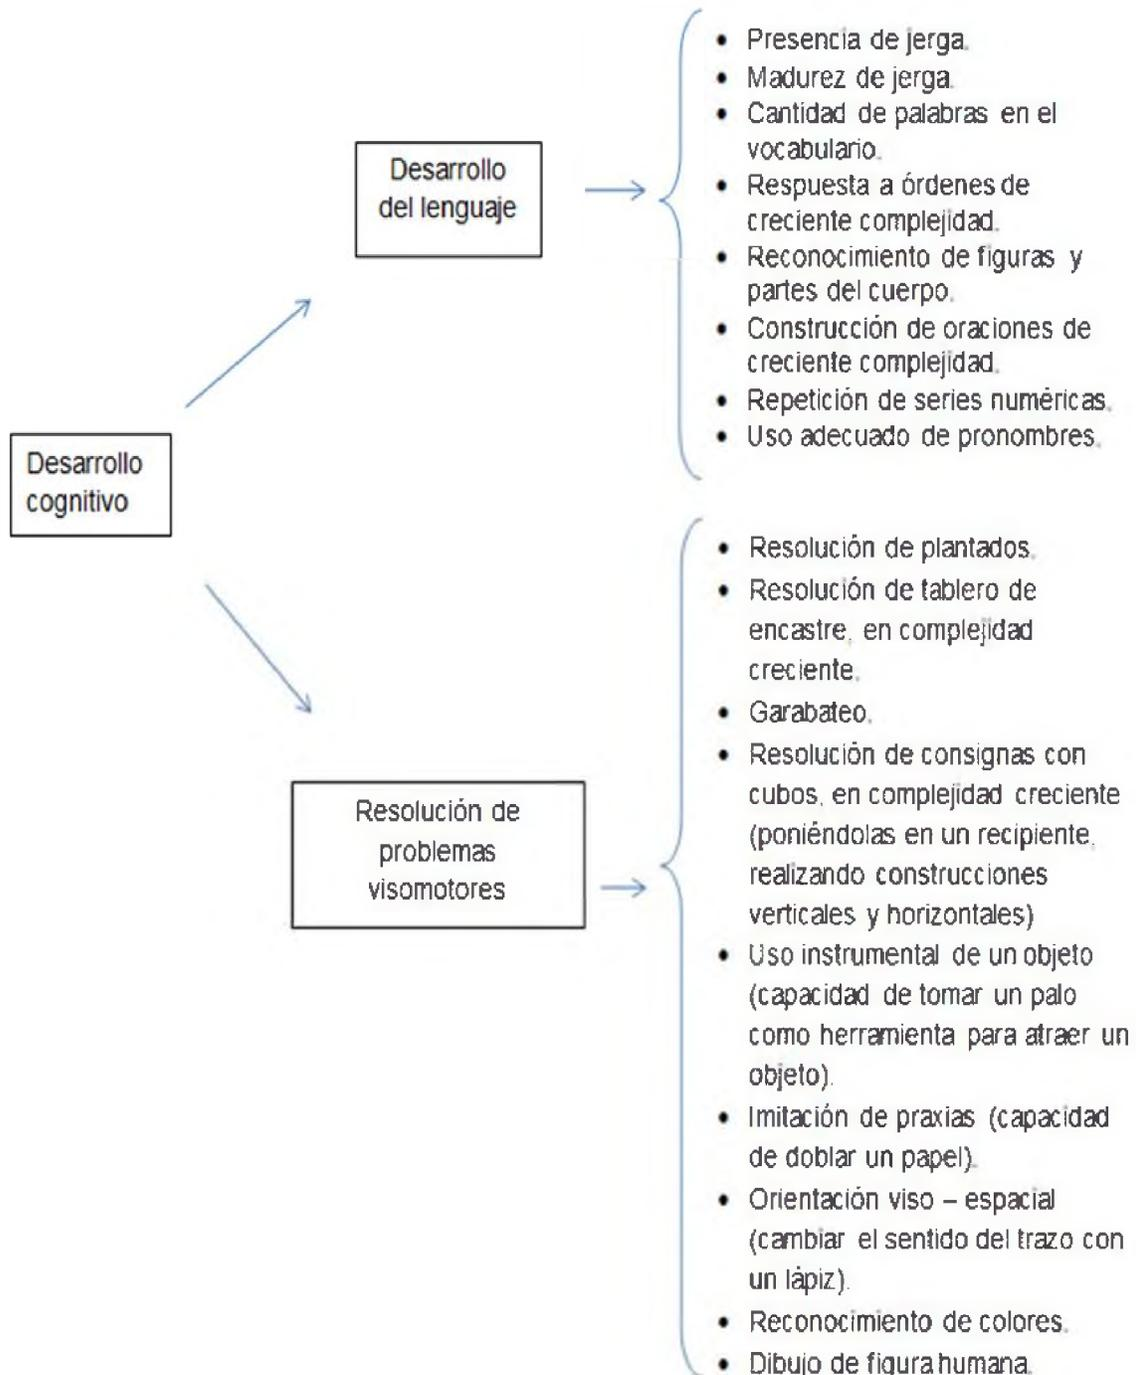 Desarrollo
cognitivo
Desarrollo
del lenguaje
• Presencia de jerga.
• Madurez de jerga.
• Cantidad de palabras en el
vocabulario.
• Respuesta a órdenes de
creciente complejidad.
• Reconocimiento de figuras y
partes del cuerpo.
• Construcción de oraciones de
creciente complejidad.
• Repetición de series numéricas.
• Uso adecuado de pronombres.
Resolución de
problemas
visomotores
• Resolución de plantados.
• Resolución de tablero de
encastre, en complejidad
creciente.
• Garabateo.
• Resolución de consignas con
cubos, en complejidad creciente
(poniéndolas en un recipiente,
realizando construcciones
verticales y horizontales)
• Uso instrumental de un objeto
(capacidad de tomar un palo
como herramienta para atraer un
objeto).
• Imitación de praxias (capacidad
de doblar un papel).
• Orientación viso – espacial
(cambiar el sentido del trazo con
un lápiz).
• Reconocimiento de colores.
• Dibujo de figura humana.